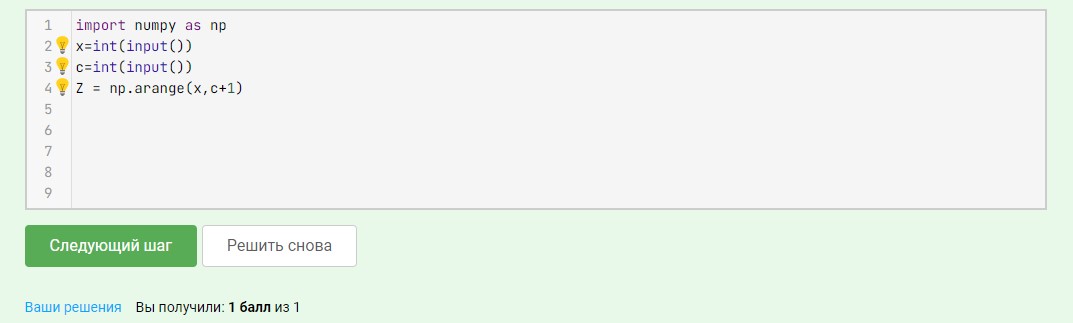 1 import numpy as np
2 x=int(input())
3 c=int(input())
4 Z = np.arange(x,c+1)
5
6
7
8
9
Следующий шаг Решить снова
Ваши решения Вы получили: 1 балл из 1